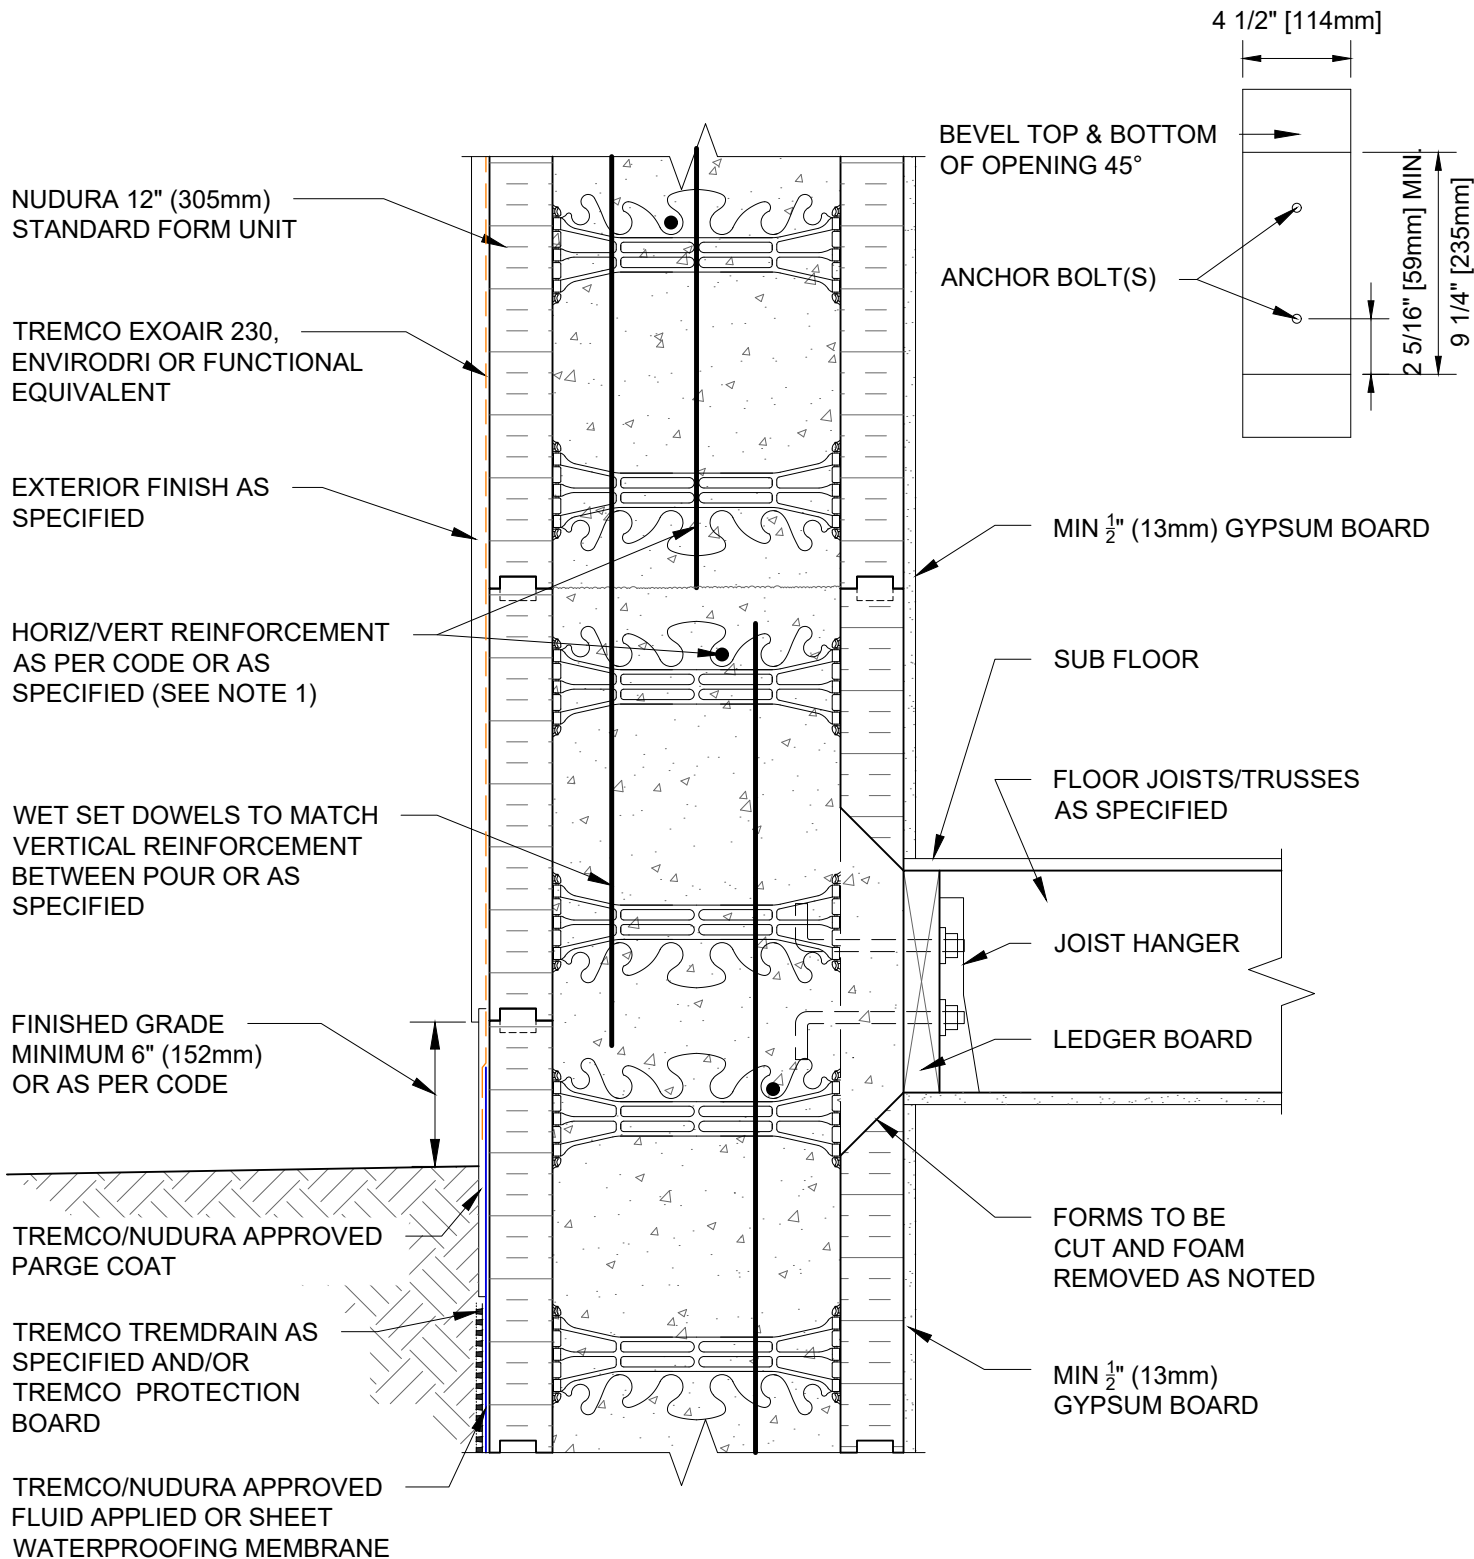 4 1/2" [114mm]
BEVEL TOP & BOTTOM
OF OPENING 45°
ANCHOR BOLT(S)
2 5/16" [59mm] MIN.
9 1/4" [235mm]
NUDURA 12" (305mm)
STANDARD FORM UNIT
TREMCO EXOAIR 230,
ENVIRODRI OR FUNCTIONAL
EQUIVALENT
EXTERIOR FINISH AS
SPECIFIED
HORIZ/VERT REINFORCEMENT
AS PER CODE OR AS
SPECIFIED (SEE NOTE 1)
WET SET DOWELS TO MATCH
VERTICAL REINFORCEMENT
BETWEEN POUR OR AS
SPECIFIED
FINISHED GRADE
MINIMUM 6" (152mm)
OR AS PER CODE
TREMCO/NUDURA APPROVED
PARGE COAT
TREMCO TREMDRAIN AS
SPECIFIED AND/OR
TREMCO PROTECTION
BOARD
TREMCO/NUDURA APPROVED
FLUID APPLIED OR SHEET
WATERPROOFING MEMBRANE
MIN 1/2" (13mm) GYPSUM BOARD
SUB FLOOR
FLOOR JOISTS/TRUSSES
AS SPECIFIED
JOIST HANGER
LEDGER BOARD
FORMS TO BE
CUT AND FOAM
REMOVED AS NOTED
MIN 1/2" (13mm)
GYPSUM BOARD